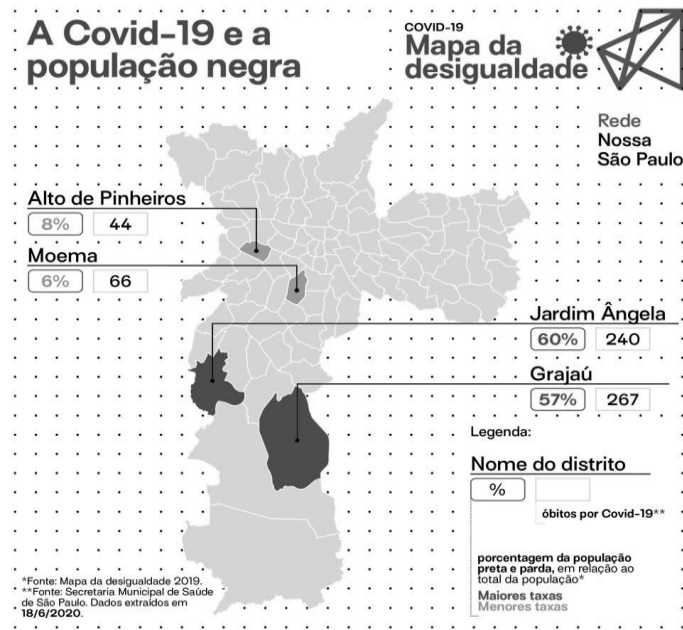 A Covid-19 e a
população negra
COVID-19
Mapa da
desigualdade
Rede
Nossa
São Paulo
Alto de Pinheiros
8% 44
Moema
6% 66
Jardim Ângela
60% 240
Grajaú
57% 267
Legenda:
Nome do distrito
%
óbitos por Covid-19**
porcentagem da população
preta e parda, em relação ao
total da população*
Maiores taxas
Menores taxas
*Fonte: Mapa da desigualdade 2019.
**Fonte: Secretaria Municipal de Saúde
de São Paulo. Dados extraídos em
18/6/2020.